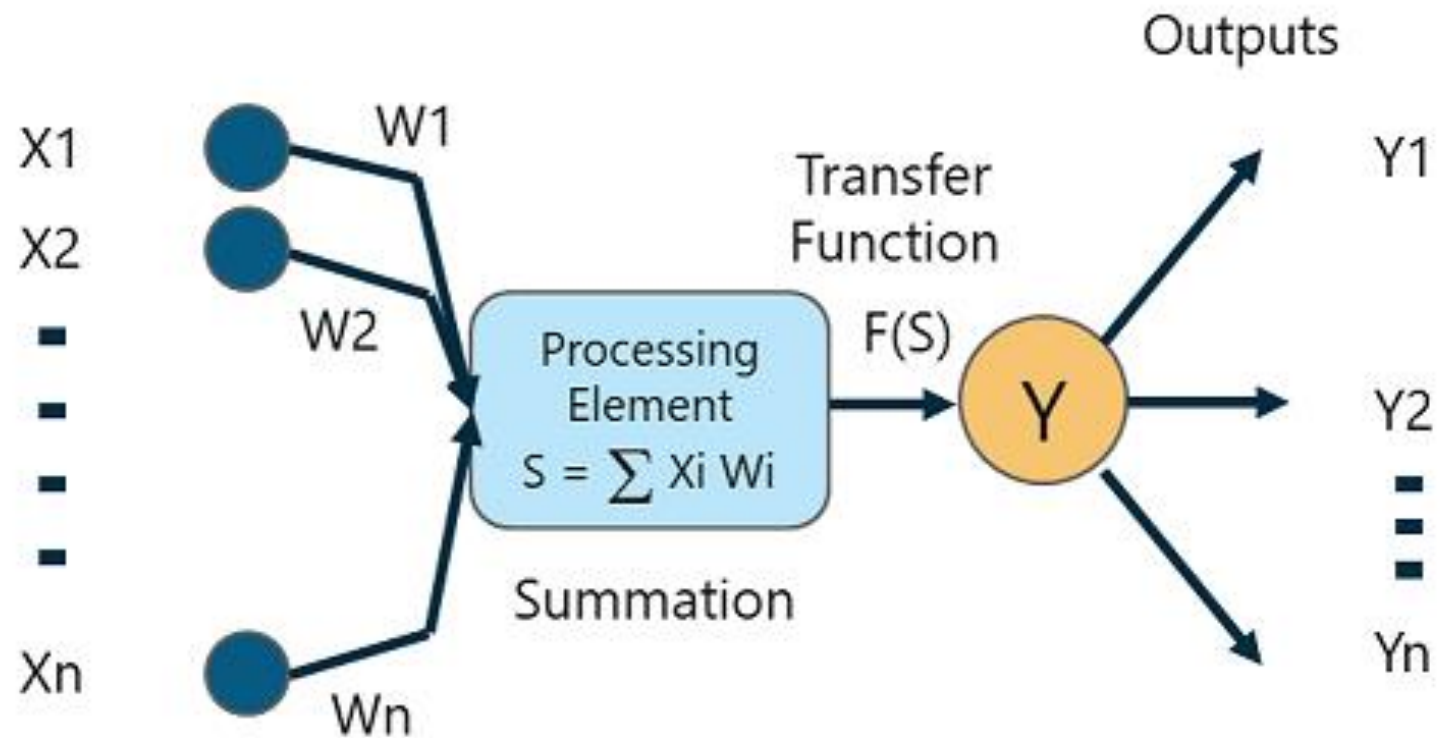 Outputs
X1
W1
Y1
Transfer
Function
X2
W2
F(S)
Processing
Element
S = ∑ Xi Wi
Y
Y2
Summation
Xn
Wn
Yn